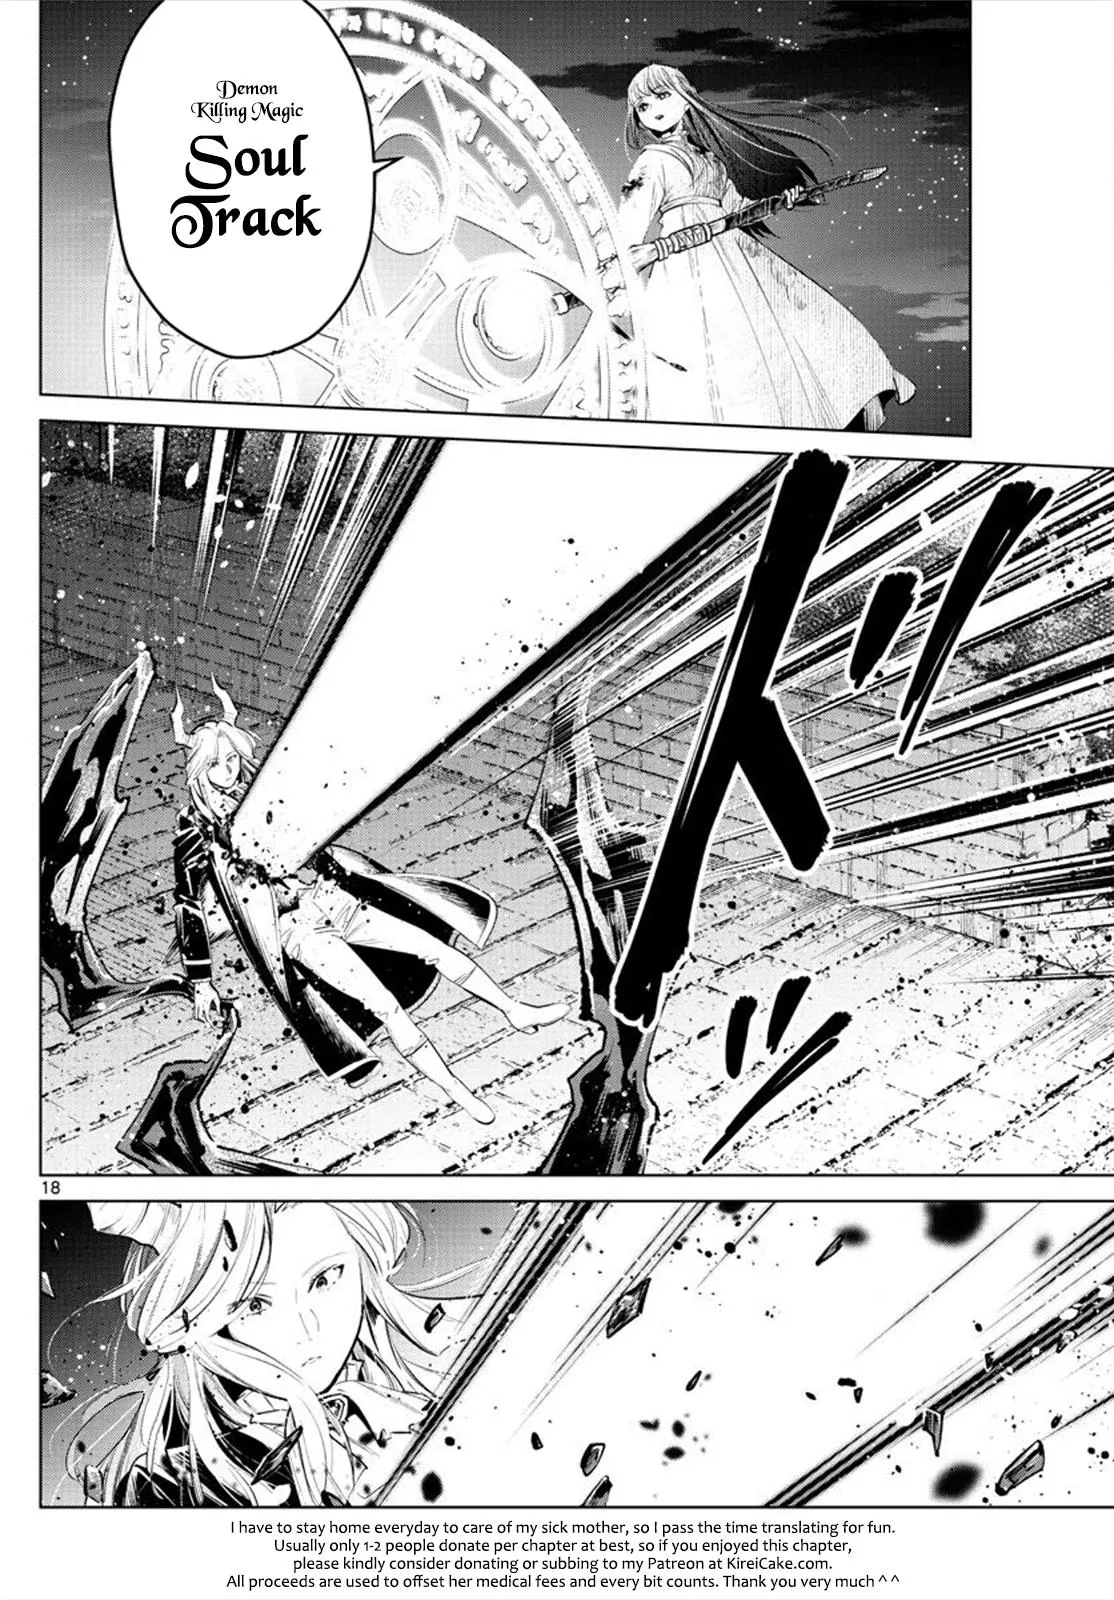 Demon
Killing Magic
Soul
Track
ドッ
18
I have to stay home everyday to care of my sick mother, so I pass the time translating for fun.
Usually only 1-2 people donate per chapter at best, so if you enjoyed this chapter,
please kindly consider donating or subbing to my Patreon at KireiCake.com.
All proceeds are used to offset her medical fees and every bit counts. Thank you very much ^ ^